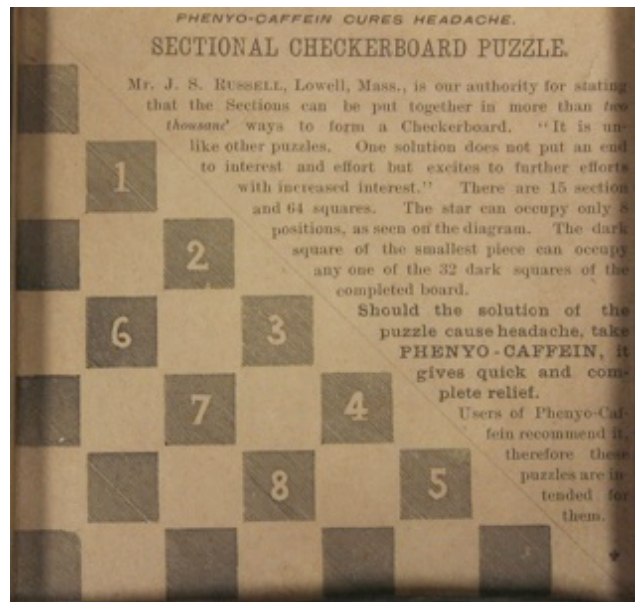 PHENYO-CAFFEIN CURES HEADACHE.
SECTIONAL CHECKERBOARD PUZZLE.
Mr. J. S. RUSSELL, Lowell, Mass., is our authority for stating
that the Sections can be put together in more than two
thousand ways to form a Checkerboard. "It is un-
like other puzzles. One solution does not put an end
to interest and effort but excites to further efforts
with increased interest." There are 15 section
and 64 squares. The star can occupy only 8
positions, as seen on the diagram. The dark
square of the smallest piece can occupy
any one of the 32 dark squares of the
completed board.
Should the solution of the
puzzle cause headache, take
PHENYO-CAFFEIN, it
gives quick and com-
plete relief.
Users of Phenyo-Caf-
fein recommend it,
therefore these
puzzles are in-
tended for
them.
1
2
6 3
7 4
8 5